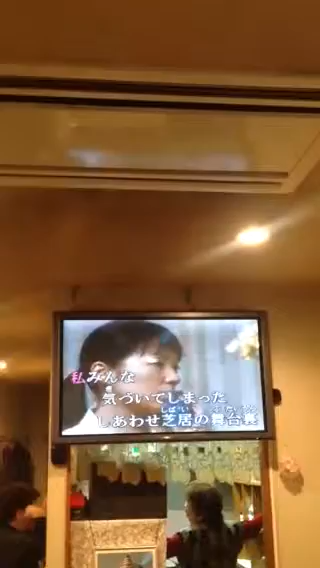 私みんな
気づいてしまった
しあわせ芝居の舞台裏